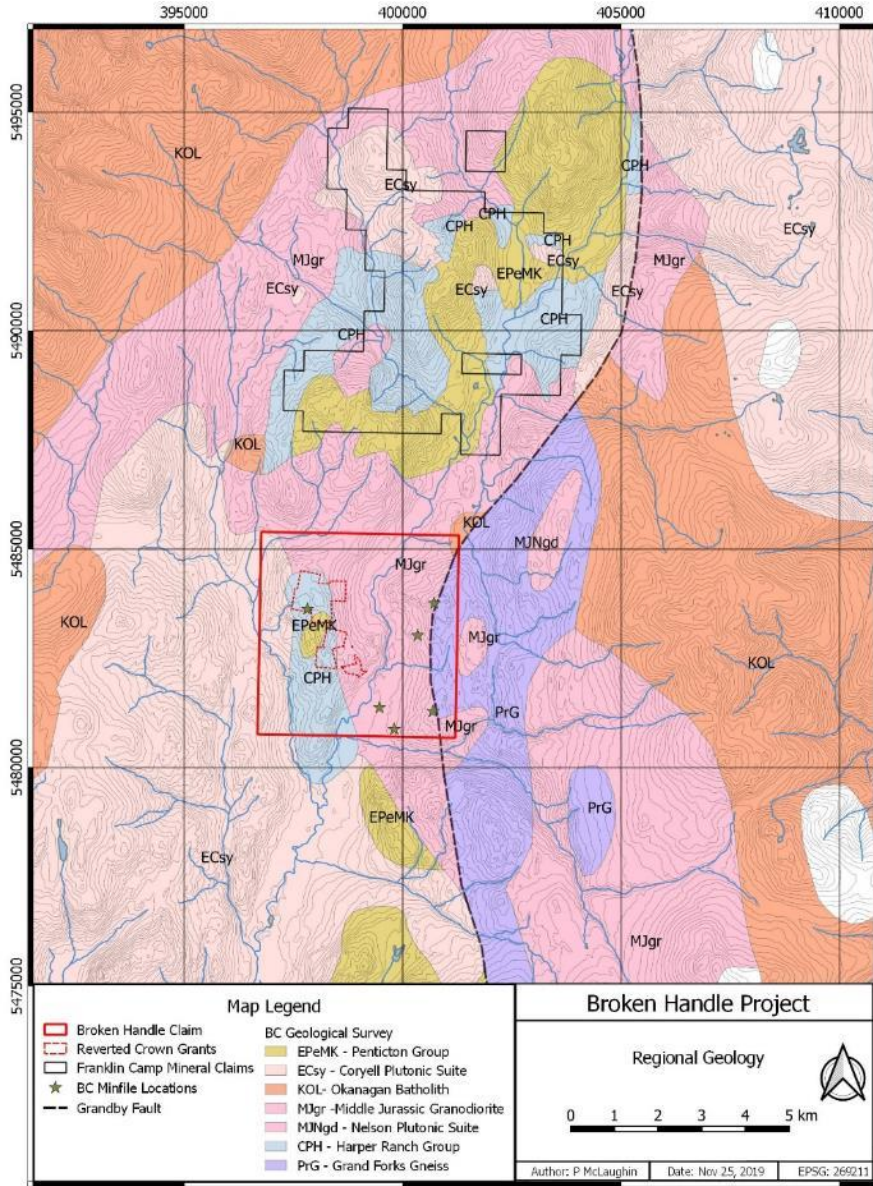 395000 400000 405000 410000
5495000
5490000
5485000
5480000
5475000
KOL
CPH
ECsy
CPH
CPH
ECsy
CPH
MJgr
ECsy
MJgr
EPeMK
ECsy
ECsy
ECsy
CPH
CPH
KOL
KOL
MJNgd
MJgr
KOL
EPeMK
MJgr
KOL
CPH
PrG
MJgr
EPeMK
PrG
ECsy
MJgr
Map Legend
Broken Handle Claim
Reverted Crown Grants
Franklin Camp Mineral Claims
BC Minfile Locations
Grandby Fault
BC Geological Survey
EPeMK - Penticton Group
ECsy - Coryell Plutonic Suite
KOL- Okanagan Batholith
MJgr -Middle Jurassic Granodiorite
MJNgd - Nelson Plutonic Suite
CPH - Harper Ranch Group
PrG - Grand Forks Gneiss
Broken Handle Project
Regional Geology
0 1 2 3 4 5 km
Author: P McLaughin Date: Nov 25, 2019 EPSG: 269211